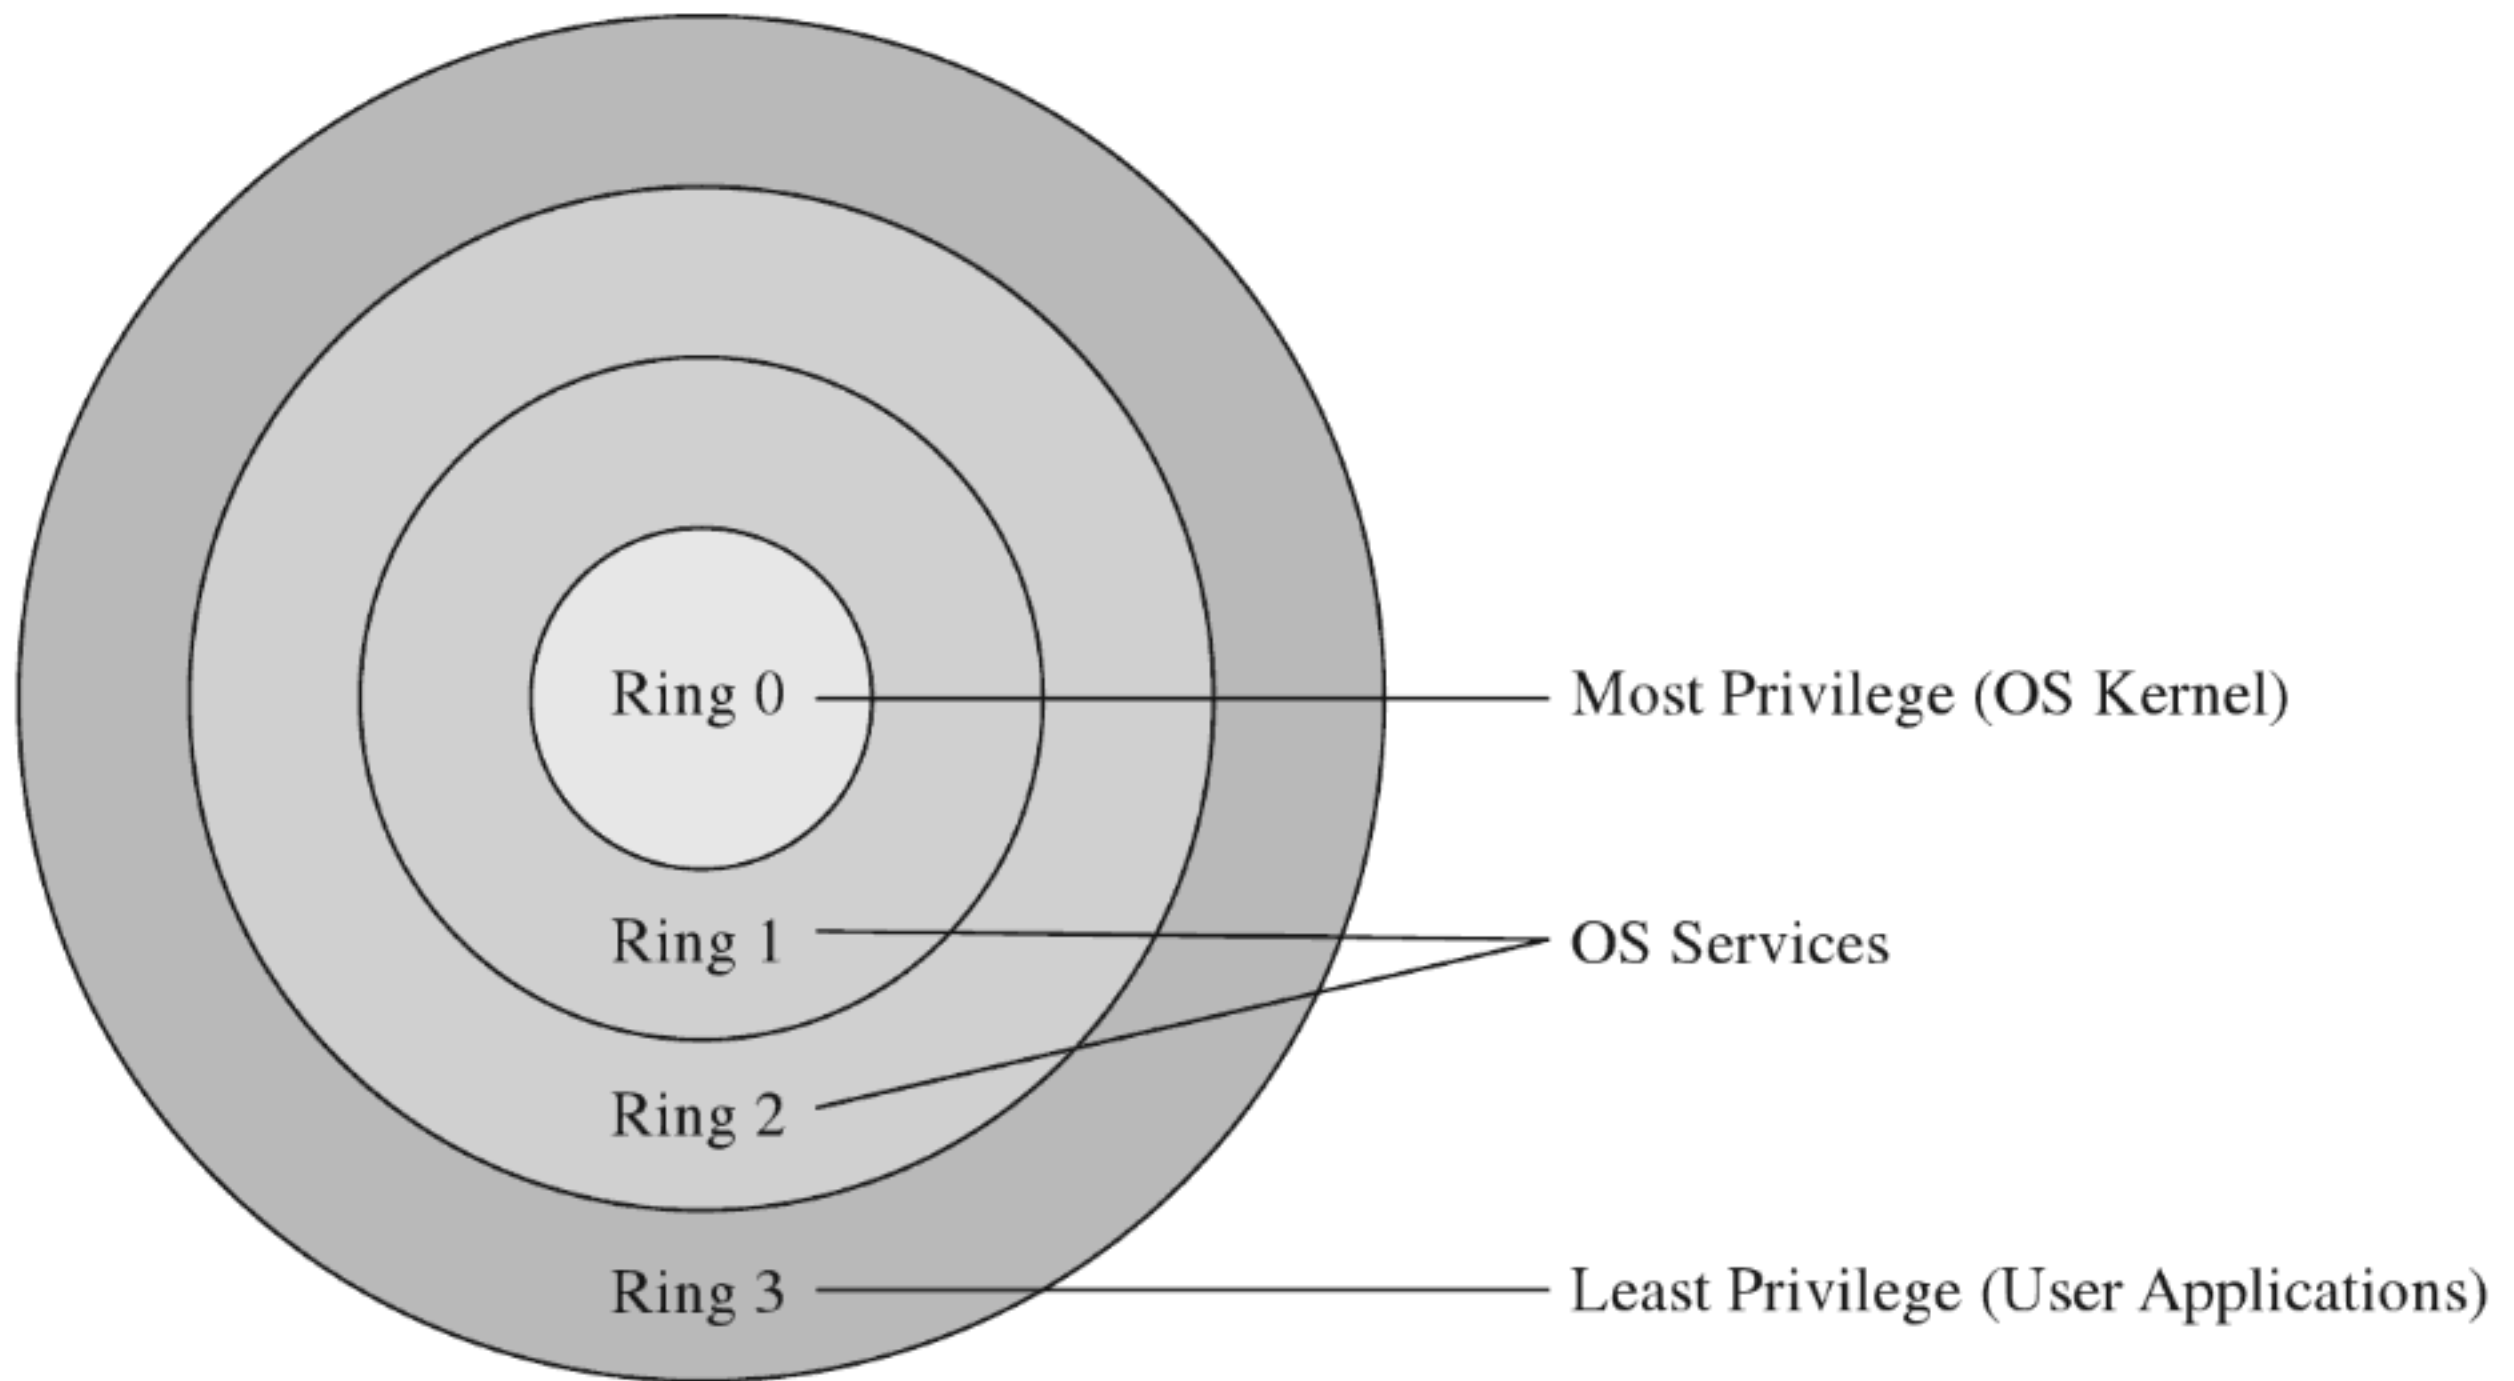 Ring 0 Most Privilege (OS Kernel)
Ring 1 OS Services
Ring 2
Ring 3 Least Privilege (User Applications)